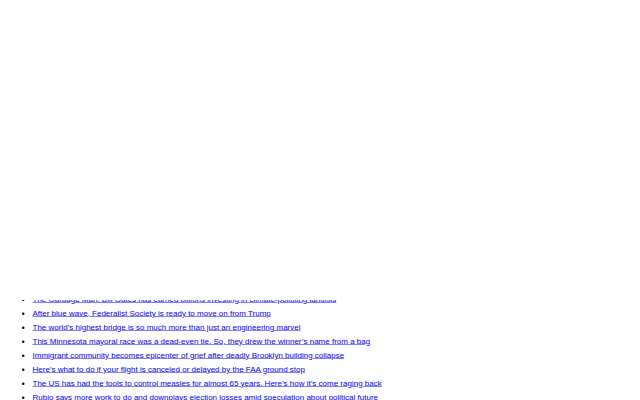 After blue wave, Federalist Society is ready to move on from Trump
The world's highest bridge is so much more than just an engineering marvel
This Minnesota mayoral race was a dead-even tie. So, they drew the winner's name from a bag
Immigrant community becomes epicenter of grief after deadly Brooklyn building collapse
Here's what to do if your flight is canceled or delayed by the FAA ground stop
The US has had the tools to control measles for almost 65 years. Here's how it's come raging back
Rubio says more work to do and downplays election losses amid speculation about political future